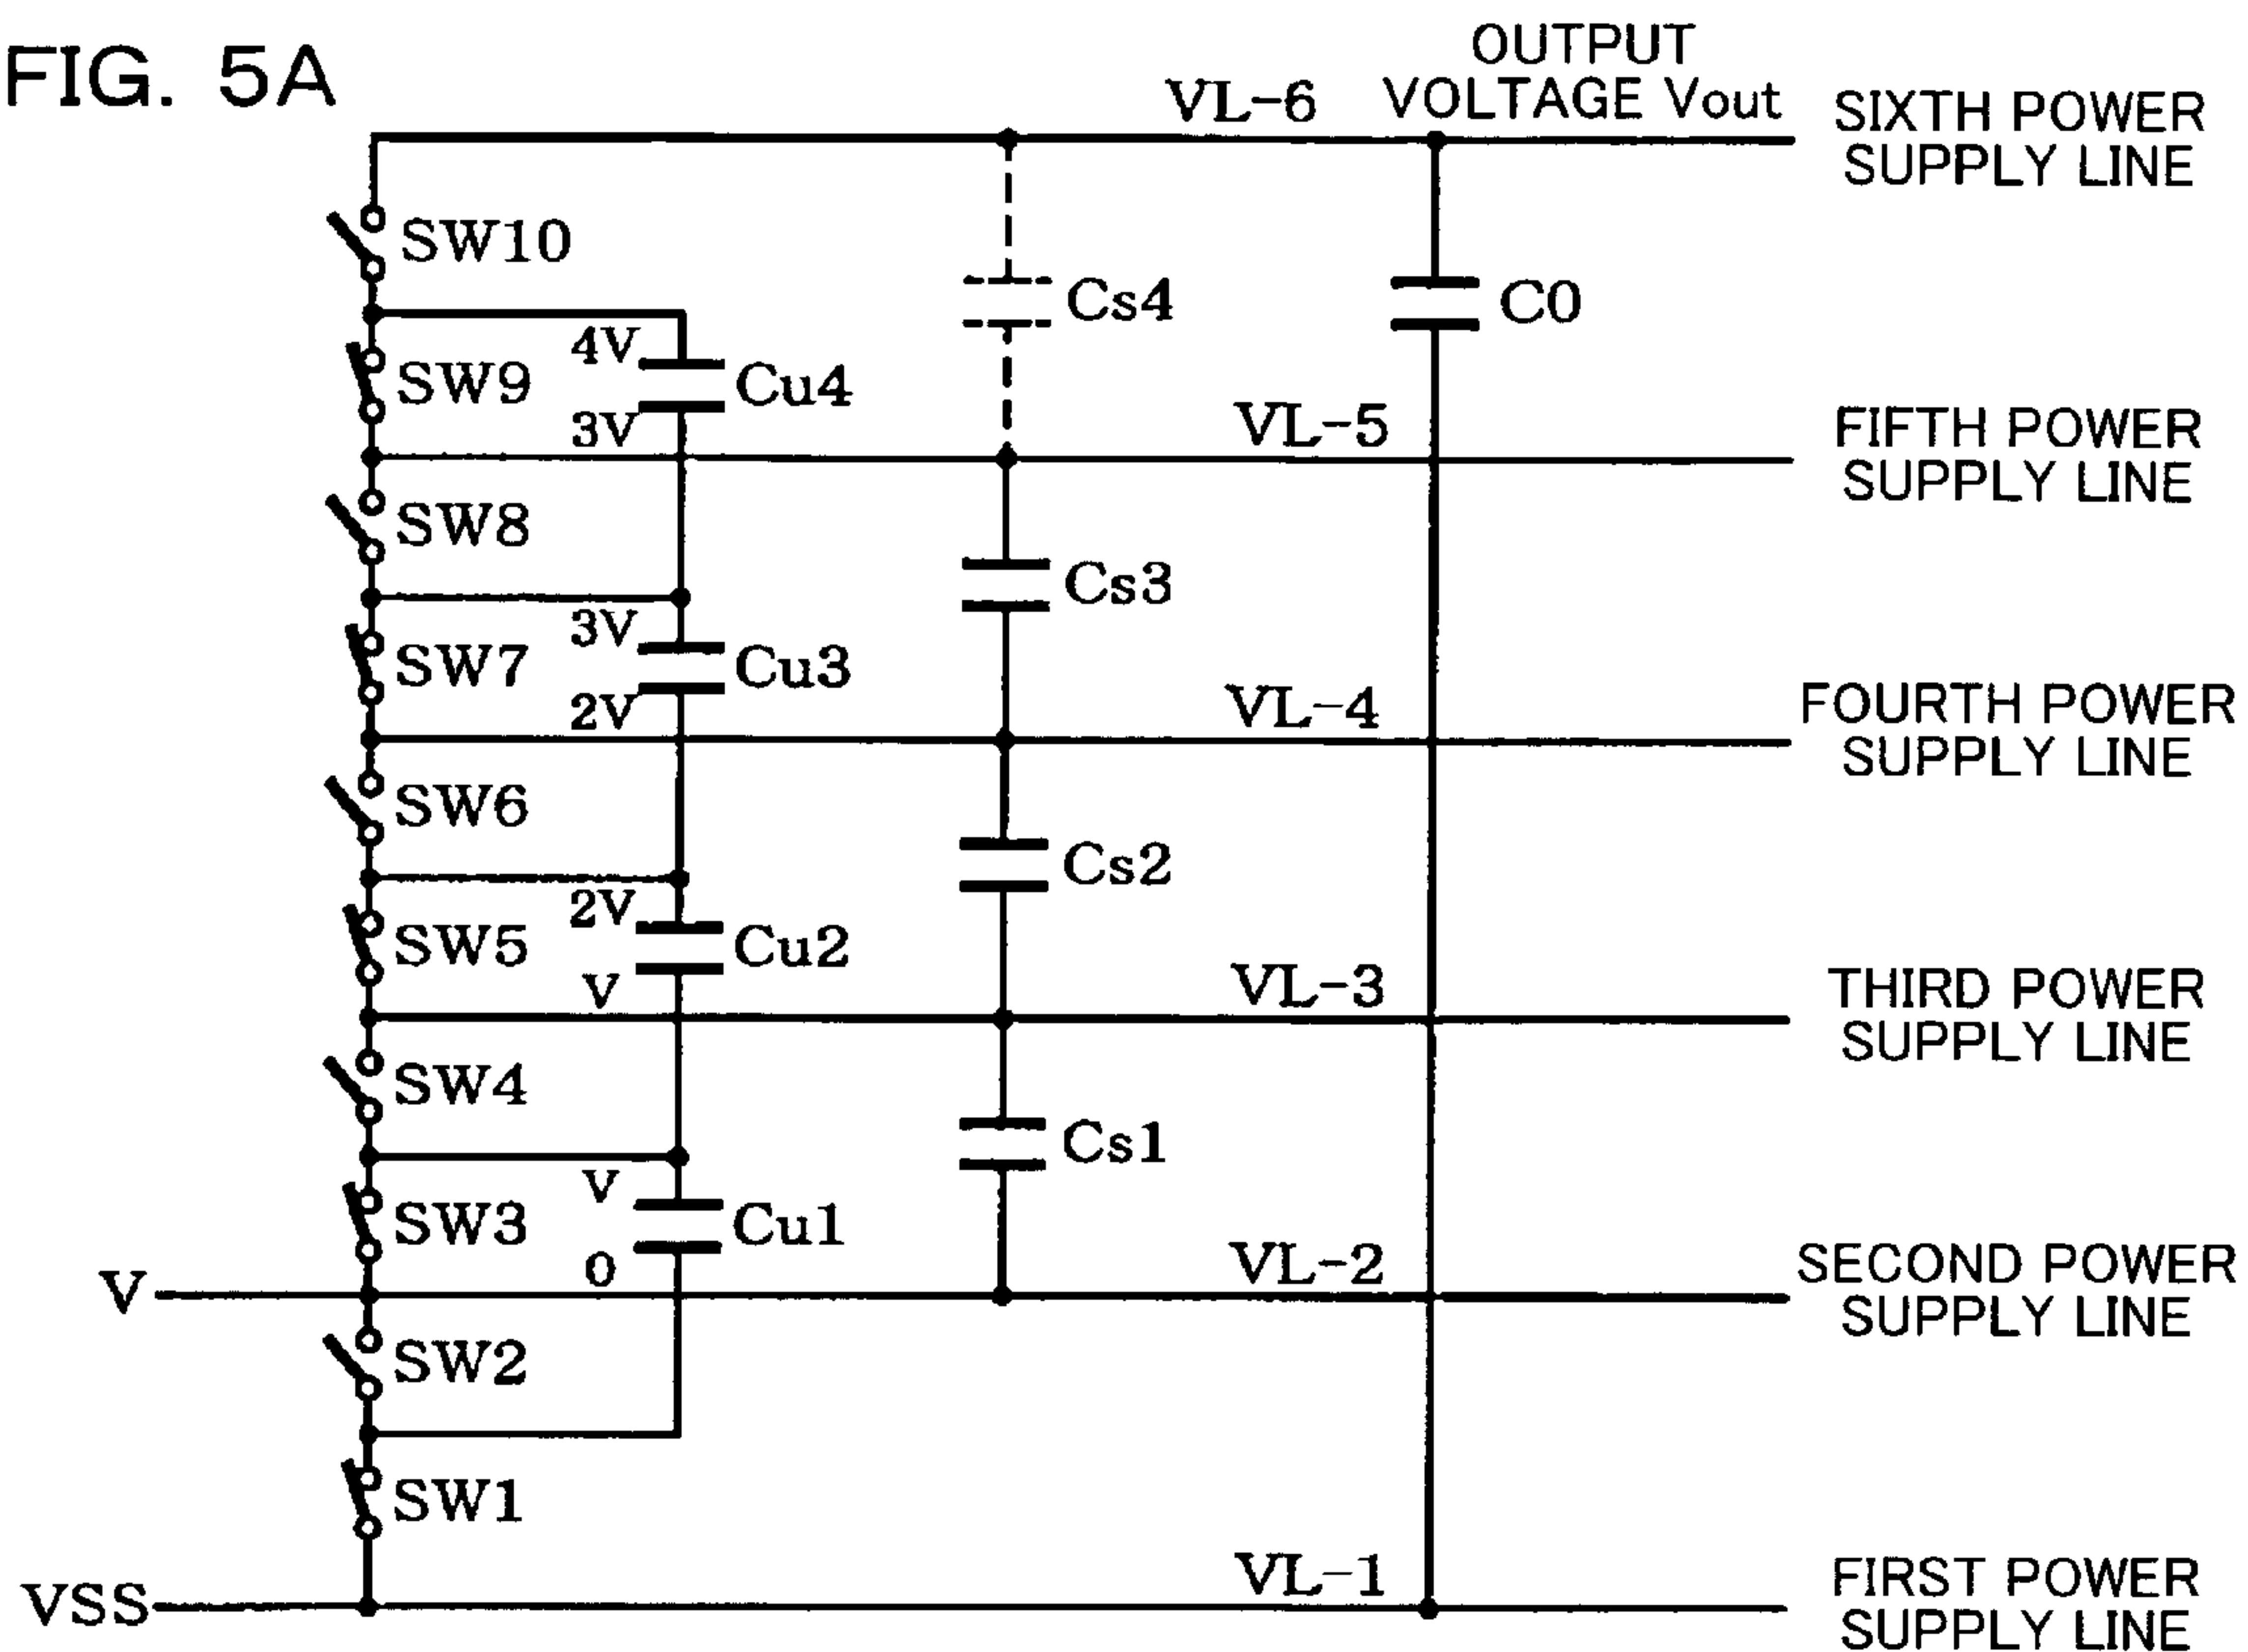 FIG. 5A
OUTPUT
VOLTAGE Vout
VL-6
SIXTH POWER
SUPPLY LINE
SW10
Cs4
C0
4V
SW9
Cu4
3V
VL-5
FIFTH POWER
SUPPLY LINE
SW8
Cs3
3V
SW7
Cu3
2V
VL-4
FOURTH POWER
SUPPLY LINE
SW6
Cs2
2V
SW5
Cu2
V
VL-3
THIRD POWER
SUPPLY LINE
SW4
Cs1
V
SW3
Cu1
0
V
VL-2
SECOND POWER
SUPPLY LINE
SW2
SW1
VSS
VL-1
FIRST POWER
SUPPLY LINE